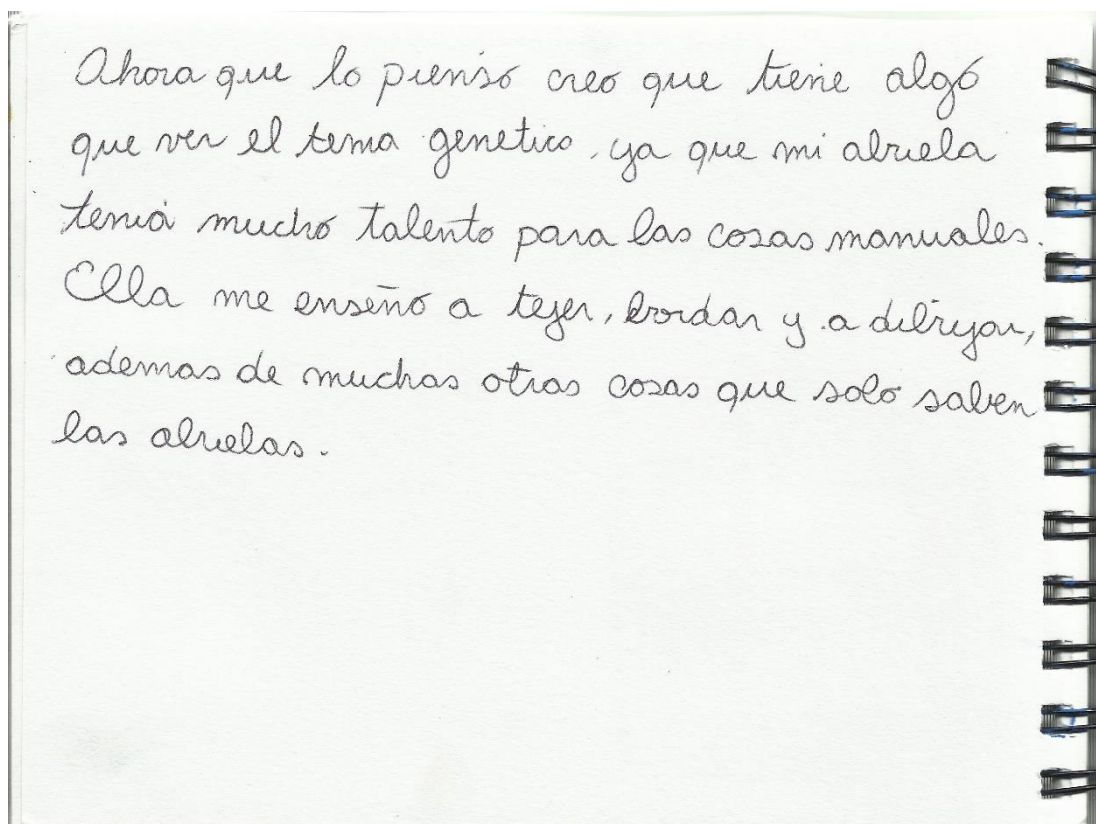 Ahora que lo pienso creo que tiene algo
que ver el tema genetico, ya que mi abuela
tenia mucho talento para las cosas manuales.
Ella me enseño a tejer, bordar y a dibujar,
ademas de muchas otras cosas que solo saben
las abuelas.